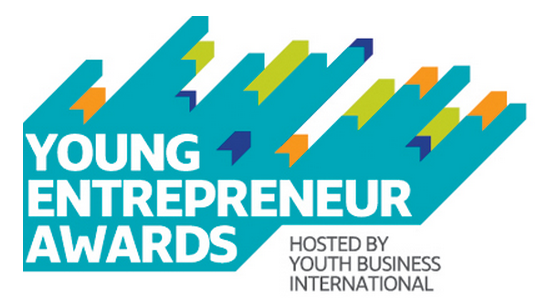 YOUNG
ENTREPRENEUR
AWARDS
HOSTED BY
YOUTH BUSINESS
INTERNATIONAL